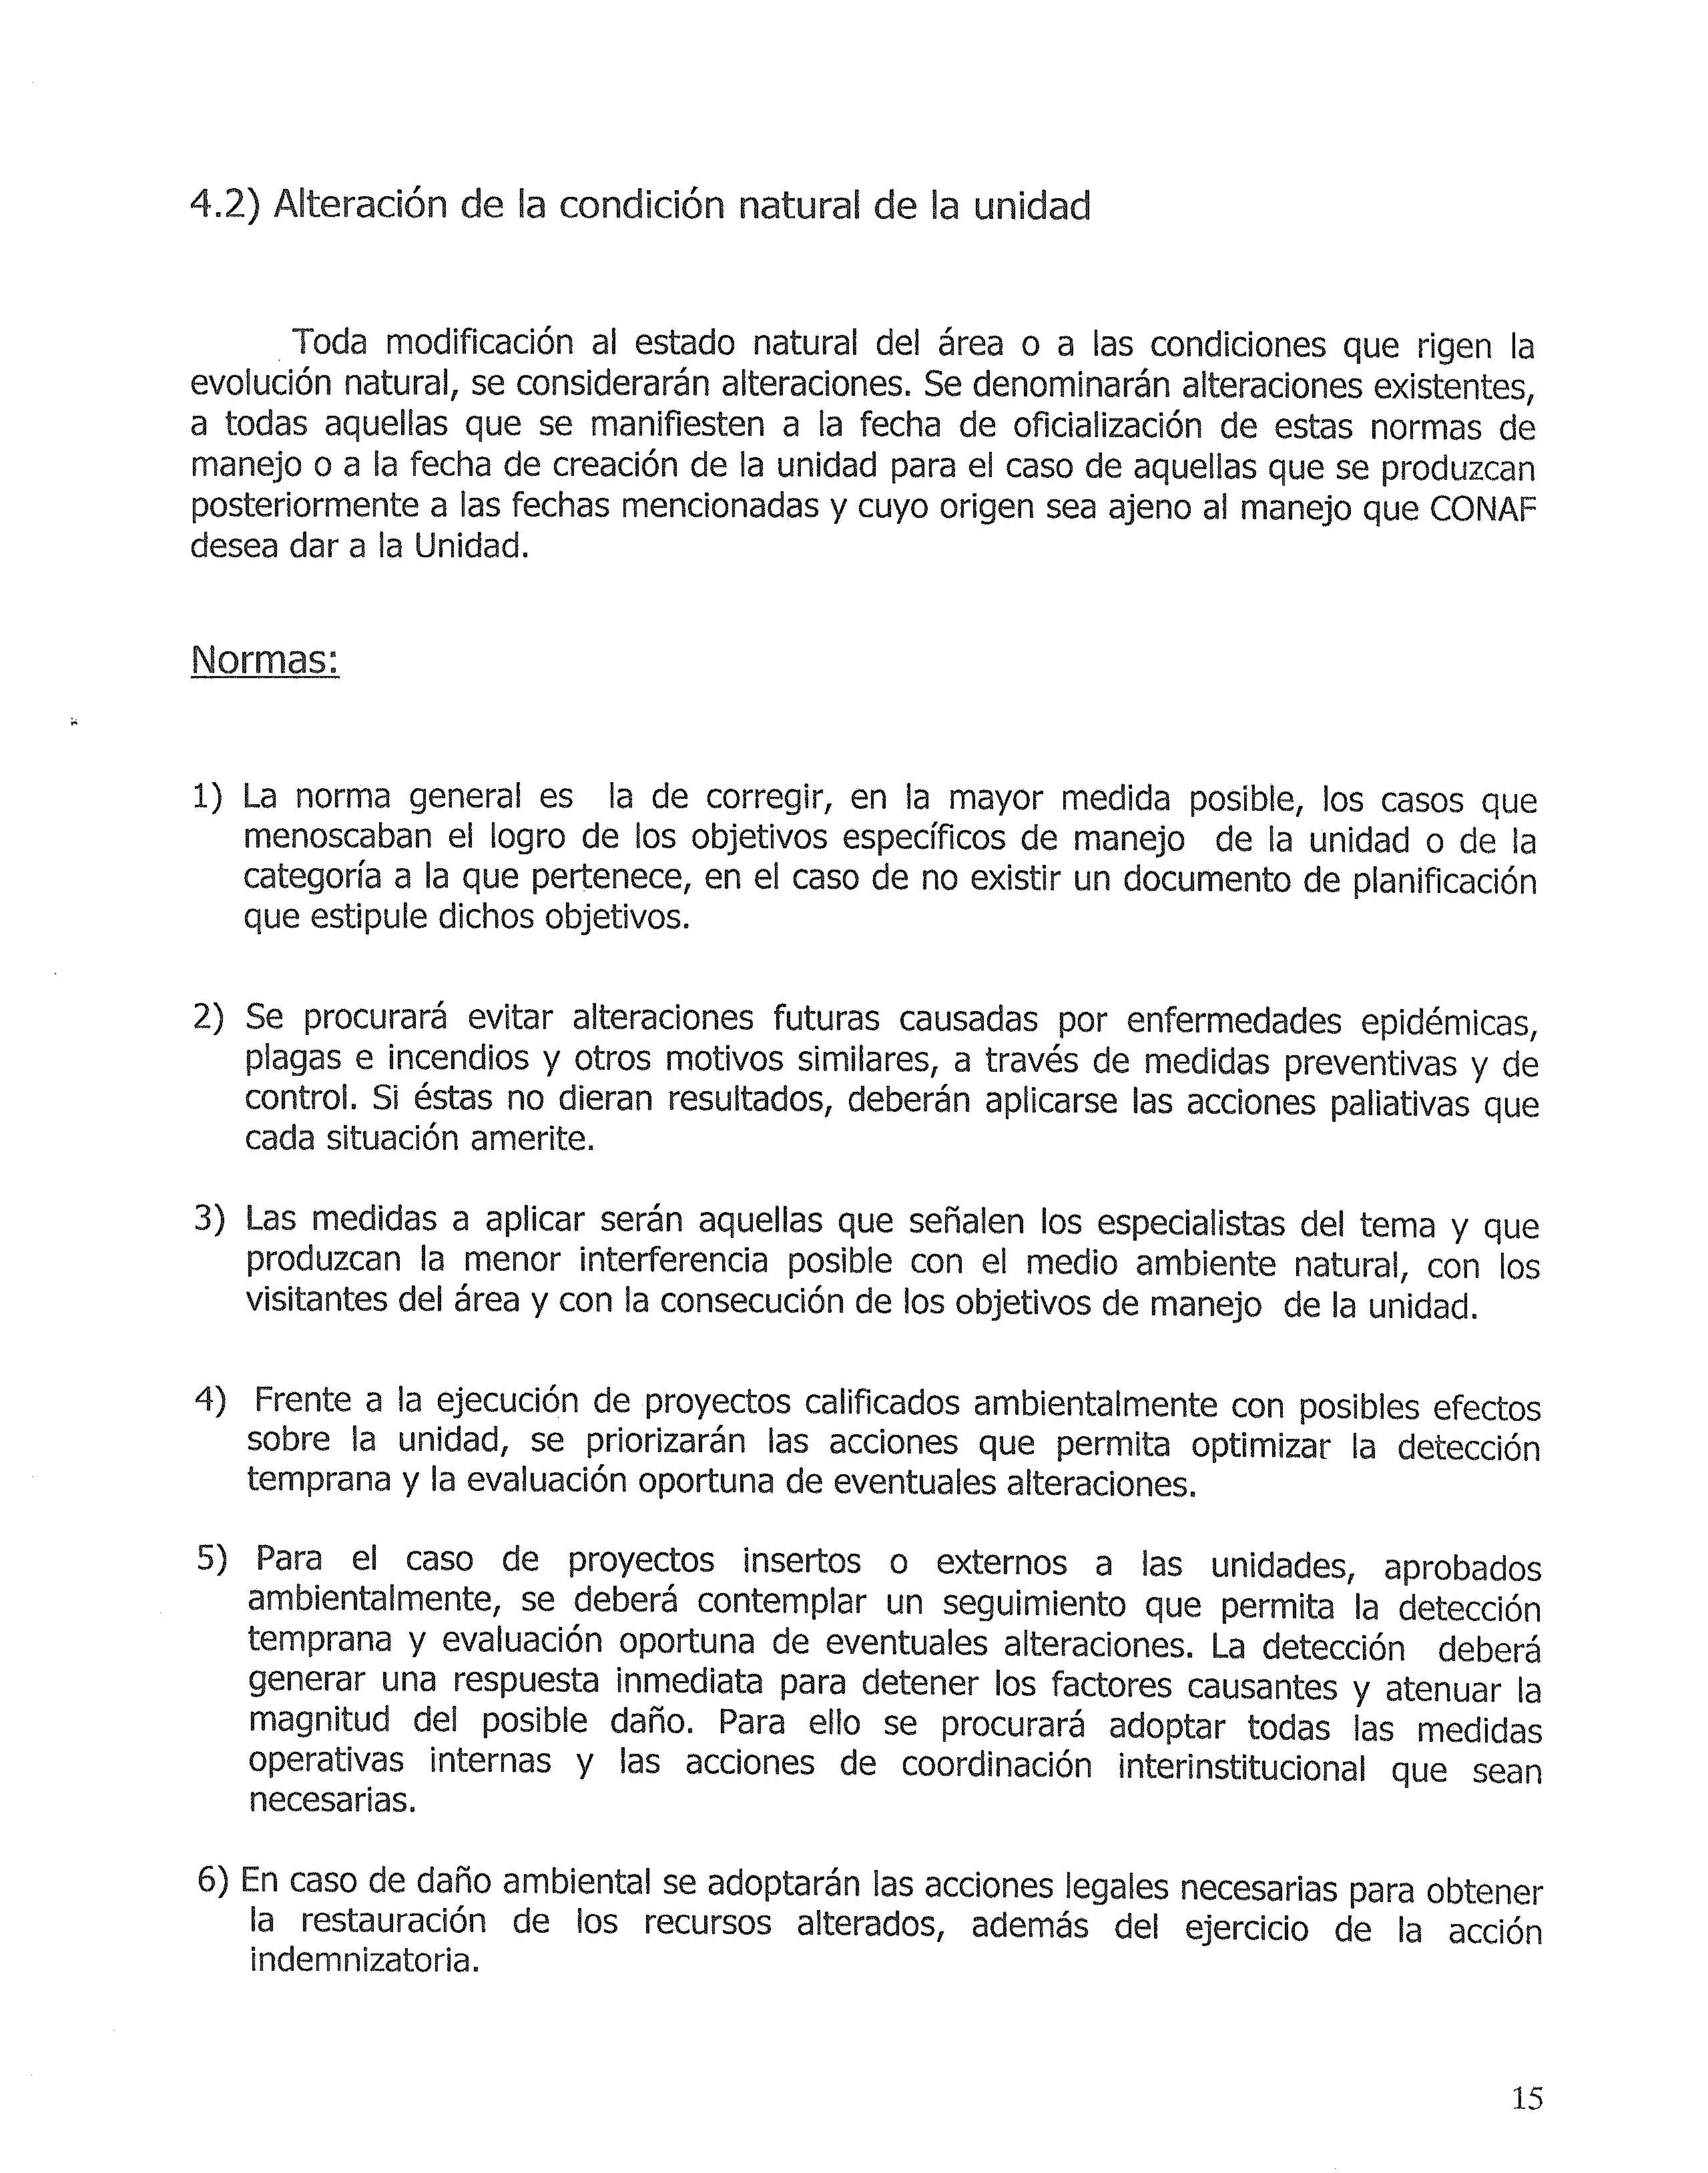 4.2) Alteración de la condición natural de la unidad
Toda modificación al estado natural del área o a las condiciones que rigen la
evolución natural, se considerarán alteraciones. Se denominarán alteraciones existentes,
a todas aquellas que se manifiesten a la fecha de oficialización de estas normas de
manejo o a la fecha de creación de la unidad para el caso de aquellas que se produzcan
posteriormente a las fechas mencionadas y cuyo origen sea ajeno al manejo que CONAF
desea dar a la Unidad.
Normas:
1) La norma general es la de corregir, en la mayor medida posible, los casos que
menoscaban el logro de los objetivos específicos de manejo de la unidad o de la
categoría a la que pertenece, en el caso de no existir un documento de planificación
que estipule dichos objetivos.
2) Se procurará evitar alteraciones futuras causadas por enfermedades epidémicas,
plagas e incendios y otros motivos similares, a través de medidas preventivas y de
control. Si éstas no dieran resultados, deberán aplicarse las acciones paliativas que
cada situación amerite.
3) Las medidas a aplicar serán aquellas que señalen los especialistas del tema y que
produzcan la menor interferencia posible con el medio ambiente natural, con los
visitantes del área y con la consecución de los objetivos de manejo de la unidad.
4) Frente a la ejecución de proyectos calificados ambientalmente con posibles efectos
sobre la unidad, se priorizarán las acciones que permita optimizar la detección
temprana y la evaluación oportuna de eventuales alteraciones.
5) Para el caso de proyectos insertos o externos a las unidades, aprobados
ambientalmente, se deberá contemplar un seguimiento que permita la detección
temprana y evaluación oportuna de eventuales alteraciones. La detección deberá
generar una respuesta inmediata para detener los factores causantes y atenuar la
magnitud del posible daño. Para ello se procurará adoptar todas las medidas
operativas internas y las acciones de coordinación interinstitucional que sean
necesarias.
6) En caso de daño ambiental se adoptarán las acciones legales necesarias para obtener
la restauración de los recursos alterados, además del ejercicio de la acción
indemnizatoria.
15